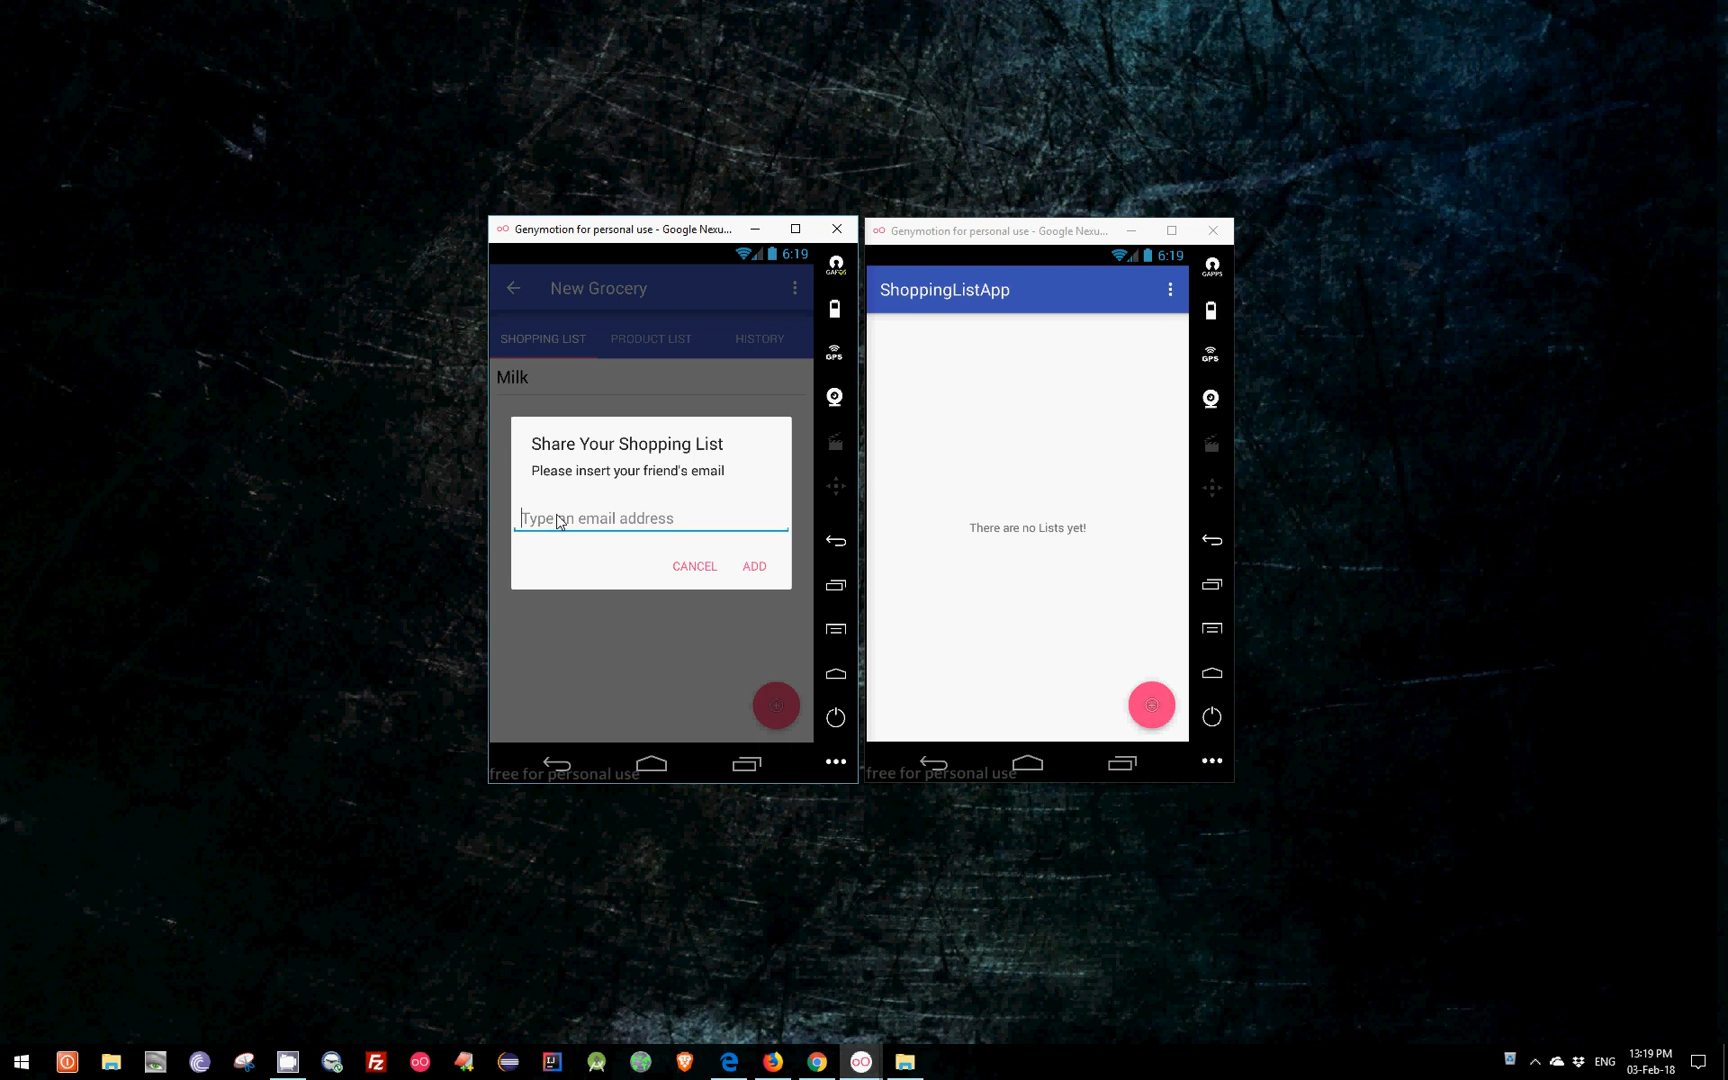 Genymotion for personal use - Google Nexu...
6:19
New Grocery
SHOPPING LIST PRODUCT LIST HISTORY
Milk
Share Your Shopping List
Please insert your friend's email
Type an email address
CANCEL ADD
free for personal use
GPS
Genymotion for personal use - Google Nexu...
6:19
ShoppingListApp
There are no Lists yet!
free for personal use
GAPPS
GPS
ENG
13:19 PM
03-Feb-18